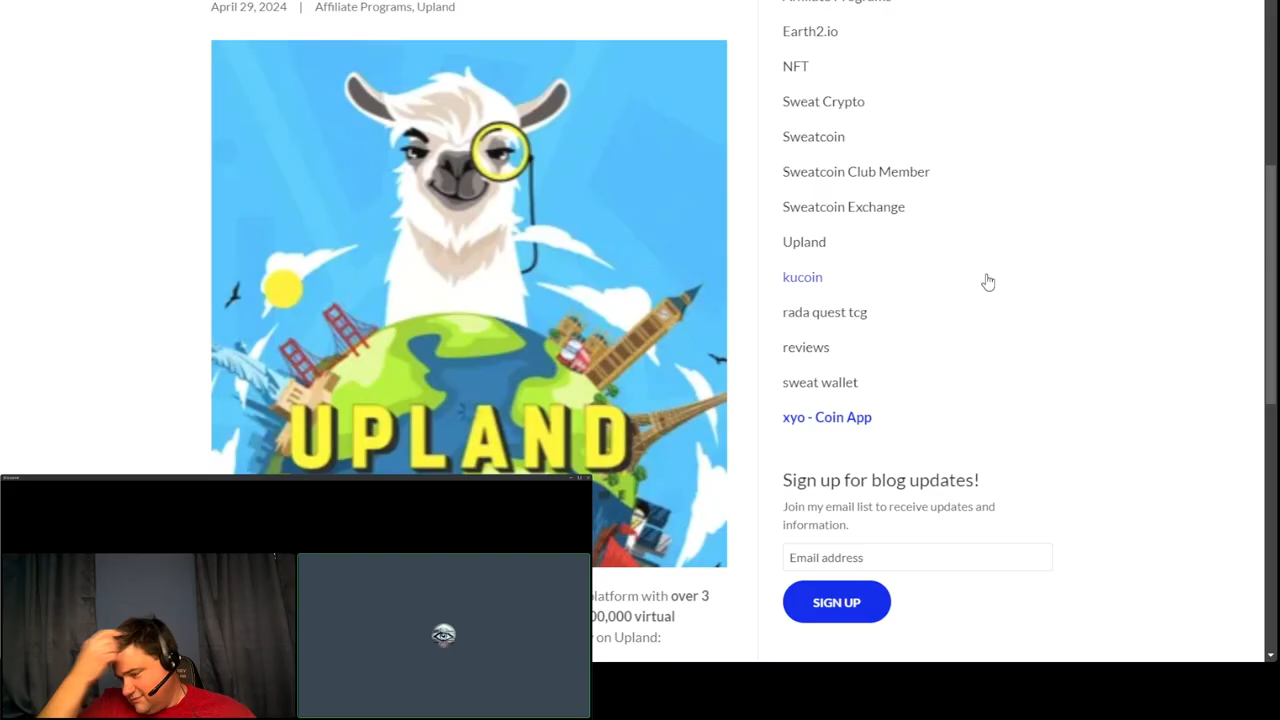 April 29, 2024 | Affiliate Programs, Upland
UPLAND
platform with over 3
00,000 virtual
on Upland:
Affiliate Programs
Earth2.io
NFT
Sweat Crypto
Sweatcoin
Sweatcoin Club Member
Sweatcoin Exchange
Upland
kucoin
rada quest tcg
reviews
sweat wallet
xyo - Coin App
Sign up for blog updates!
Join my email list to receive updates and
information.
Email address
SIGN UP